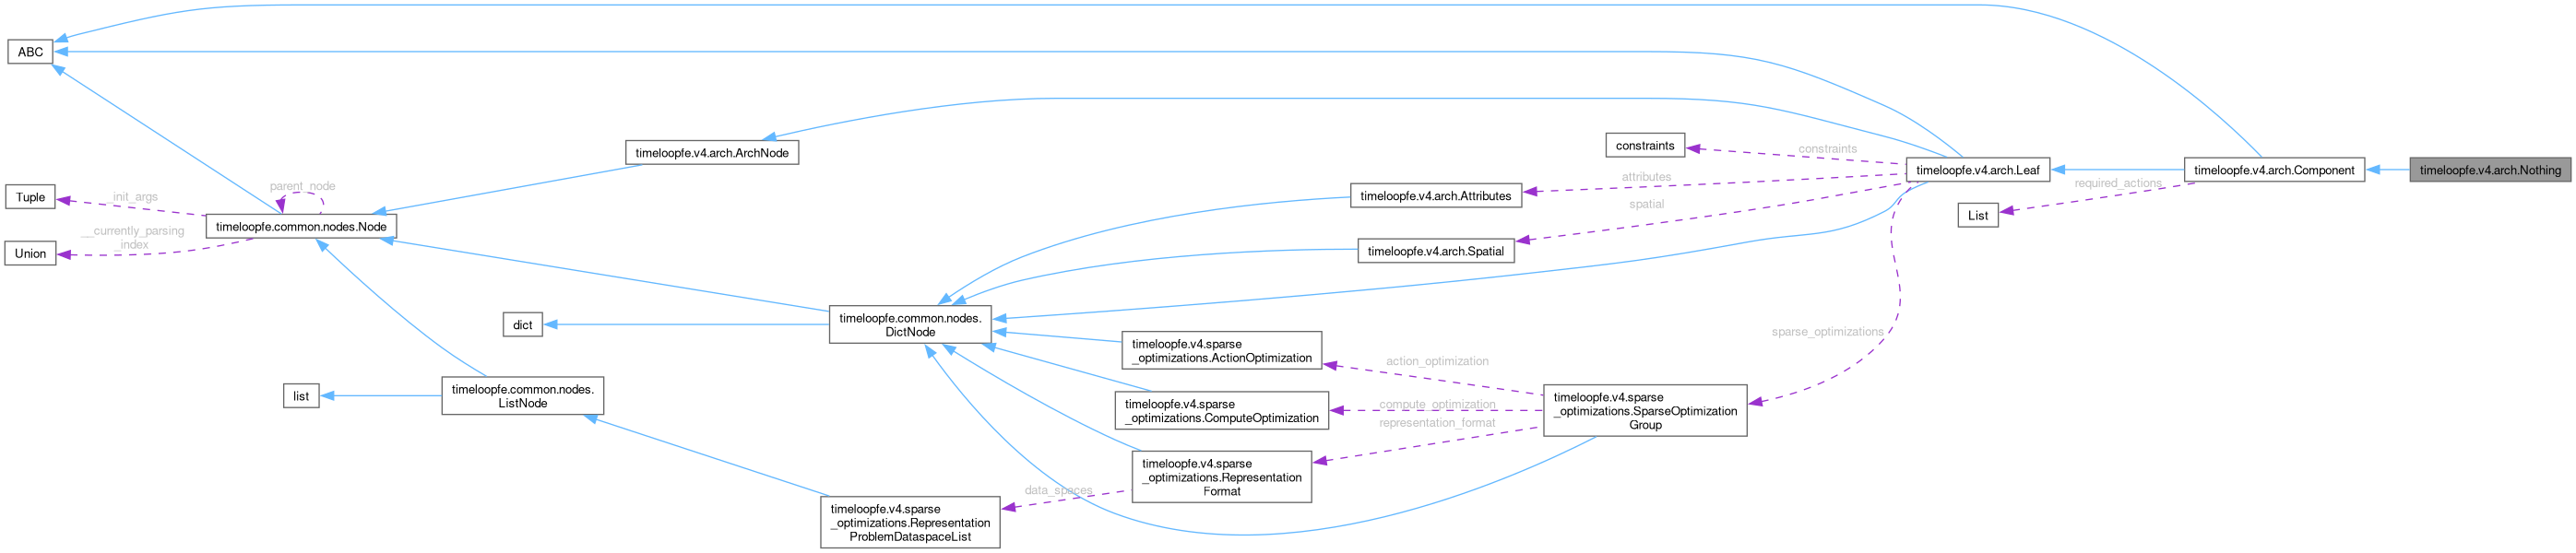 ABC
timeloopfe.v4.arch.ArchNode
constraints
constraints
timeloopfe.v4.arch.Leaf
timeloopfe.v4.arch.Component
timeloopfe.v4.arch.Nothing
required_actions
List
attributes
timeloopfe.v4.arch.Attributes
spatial
timeloopfe.v4.arch.Spatial
Tuple
_init_args
parent_node
timeloopfe.common.nodes.Node
__currently_parsing
_index
Union
timeloopfe.common.nodes.
DictNode
dict
timeloopfe.v4.sparse
_optimizations.ActionOptimization
action_optimization
sparse_optimizations
timeloopfe.common.nodes.
ListNode
list
timeloopfe.v4.sparse
_optimizations.ComputeOptimization
compute_optimization
representation_format
timeloopfe.v4.sparse
_optimizations.SparseOptimization
Group
timeloopfe.v4.sparse
_optimizations.Representation
Format
data_spaces
timeloopfe.v4.sparse
_optimizations.Representation
ProblemDataspaceList